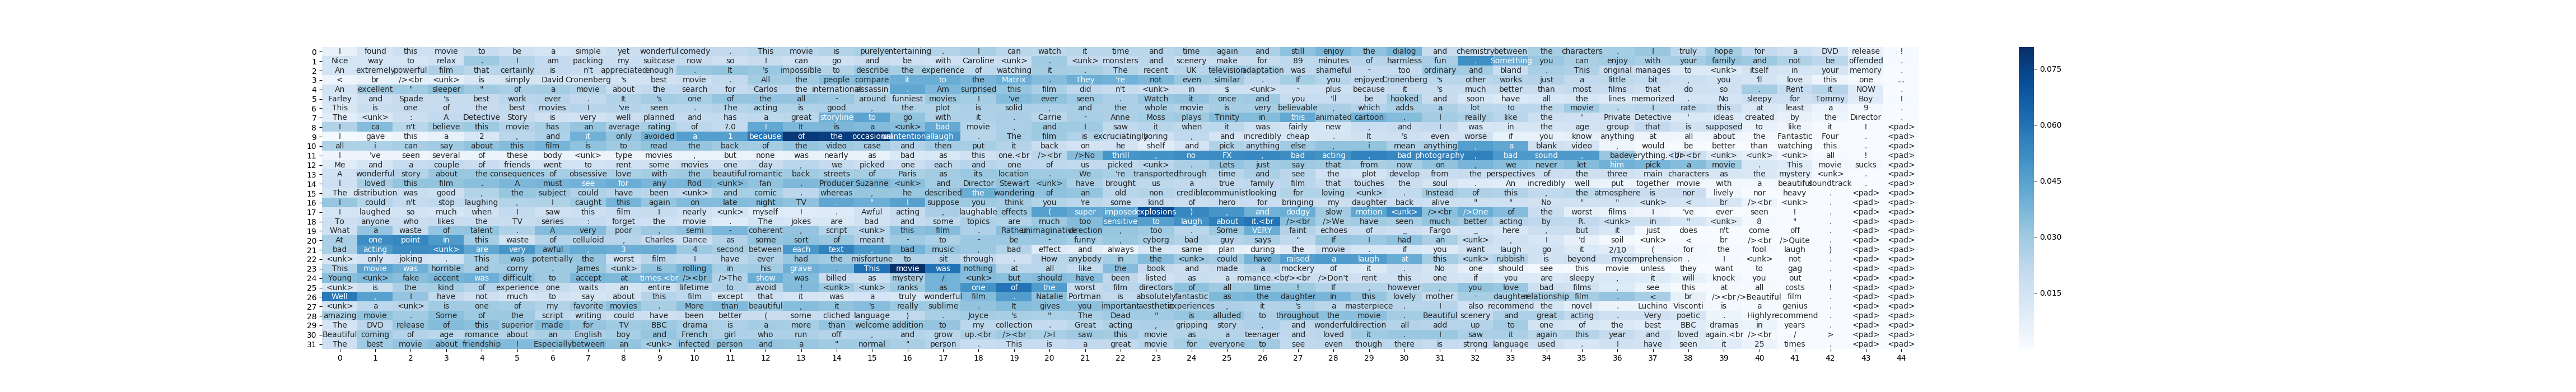 0 I found this movie to be a simple yet wonderful comedy . This movie is purely entertaining . I can watch it time and time again and still enjoy the dialog and chemistry between the characters . I truly hope for a DVD release !
1 Nice way to relax . I am packing my suitcase now so I can go and be with Caroline <unk> . <unk> monsters and scenery make for 89 minutes of harmless fun . Something you can enjoy with your family and not be offended .
2 An extremely powerful film that certainly is n't appreciated enough . It 's impossible to describe the experience of watching it . The recent UK television adaptation was shameful - too ordinary and bland . This original manages to <unk> itself in your memory .
3 < br /><br <unk> is simply David Cronenberg 's best movie . All the people compare it to the Matrix . They 're not even similar . If you enjoyed Cronenberg 's other works just a little bit , you 'll love this one ...
4 An excellent " sleeper " of a movie about the search for Carlos the international assassin . Am surprised this film did n't <unk> in $ <unk> - plus because it 's much better than most films that do so . Rent it NOW .
5 Farley and Spade 's best work ever . It 's one of the all - around funniest movies I 've ever seen . Watch it once and you 'll be hooked and soon have all the lines memorized . No sleepy for Tommy Boy !
6 This is one of the best movies I 've seen . The acting is good , the plot is solid , and the whole movie is very believable , which adds a lot to the movie . I rate this at least a 9 .
7 The <unk> : A Detective Story is very well planned and has a great storyline to go with it . Carrie - Anne Moss plays Trinity in this animated cartoon . I really like the ' Private Detective ' ideas created by the Director .
8 I ca n't believe this movie has an average rating of 7.0 ! It is a <unk> bad movie , and I saw it when it was fairly new , and I was in the age group that is supposed to like it ! <pad>
9 I gave this a 2 , and it only avoided a 1 because of the occasional unintentional laugh . The film is excruciatingly boring , and incredibly cheap . It 's even worse if you know anything at all about the Fantastic Four . <pad>
10 all i can say about this film is to read the back of the video case and then put it back on he shelf and pick anything else , i mean anything , a blank video , would be better than watching this . <pad>
11 I 've seen several of these body <unk> type movies , but none was nearly as bad as this one.<br /><br />No thrill , no FX , bad acting , bad photography , bad sound , bad everything.<br /><br <unk> <unk> <unk> all ! <pad>
12 Me and a couple of friends went to rent some movies one day , we picked one each and one of us picked <unk> . Lets just say that from now on , we never let him pick a movie . This movie sucks <pad>
13 A wonderful story about the consequences of obsessive love with the beautiful romantic back streets of Paris as its location . We 're transported through time and see the plot develop from the perspectives of the three main characters as the mystery <unk> . <pad>
14 I loved this film . A must see for any Rod <unk> fan . Producer Suzanne <unk> and Director Stewart <unk> have brought us a true family film that touches the soul . An incredibly well put together movie with a beautiful soundtrack . <pad>
15 The distribution was good , the subject could have been <unk> and comic , whereas , he described the wandering of an old non credible communist looking for loving <unk> . Instead of this , the atmosphere is nor lively nor heavy . <pad>
16 I could n't stop laughing , I caught this again on late night TV . " I suppose you think you 're some kind of hero for bringing my daughter back alive " " No " " <unk> < br /><br <unk> . <pad>
17 I laughed so much when I saw this film I nearly <unk> myself ! . Awful acting , laughable effects ( super imposed explosions ) , and dodgy slow motion <unk> /><br />One of the worst films I 've ever seen ! . <pad>
18 To anyone who likes the TV series : forget the movie . The jokes are bad and some topics are much too sensitive to laugh about it.<br /><br />We have seen much better acting by R. <unk> in " <unk> 8 " . <pad>
19 What a waste of talent . A very poor , semi - coherent , script <unk> this film . Rather unimaginative direction , too . Some VERY faint echoes of _ Fargo _ here , but it just does n't come off . <pad>
20 At one point in this waste of celluloid , Charles Dance as some sort of meant - to - be funny cyborg bad guy says " If I had an <unk> , I 'd soil <unk> < br /><br />Quite . <pad>
21 bad acting , <unk> are very awful , 3 - 4 second between each text , bad music , bad effect and always the same plan during the movie ... if you want laugh go it 2/10 ( for the fool laugh ) <pad>
22 <unk> only joking . This was potentially the worst film I have ever had the misfortune to sit through . How anybody in the <unk> could have raised a laugh at this <unk> rubbish is beyond my comprehension . I <unk> not . <pad>
23 This movie was horrible and corny . James <unk> is rolling in his grave . This movie was nothing at all like the book and made a mockery of it . No one should see this movie unless they want to gag . <pad>
24 Young <unk> fake accent was difficult to accept at times.<br /><br />The show was billed as mystery / <unk> but should have been listed as a romance.<br /><br />Don't rent this one if you are sleepy , it will knock you out . <pad>
25 <unk> is the kind of experience one waits an entire lifetime to avoid ! <unk> <unk> ranks as one of the worst film directors of all time ! If , however , you love bad films , see this at all costs ! <pad>
26 Well , I have not much to say about this film except that it was a truly wonderful film . Natalie Portman is absolutely fantastic as the daughter in this lovely mother - daughter relationship film . < br /><br />Beautiful film . <pad>
27 <unk> a <unk> is one of my favorite movies . More than beautiful , it 's really sublime . It gives you important aesthetic experiences , it 's a masterpiece . I also recommend the novel . Luchino Visconti is a genius . <pad>
28 amazing movie . Some of the script writing could have been better ( some cliched language ) . Joyce 's " The Dead " is alluded to throughout the movie . Beautiful scenery and great acting . Very poetic . Highly recommend . <pad>
29 The DVD release of this superior made for TV BBC drama is a more than welcome addition to my collection . Great acting , gripping story , and wonderful direction all add up to one of the best BBC dramas in years . <pad>
30 Beautiful coming of age romance about an English boy and French girl who run off , and grow up.<br /><br />I saw this movie as a teenager and loved it . I saw it again this year and loved again.<br /><br / > <pad>
31 The best movie about friendship ! Especially between an <unk> infected person and a " normal " person . This is a great movie for everyone to see even though there is strong language used . I have seen it 25 times . <pad>
0 1 2 3 4 5 6 7 8 9 10 11 12 13 14 15 16 17 18 19 20 21 22 23 24 25 26 27 28 29 30 31 32 33 34 35 36 37 38 39 40 41 42 43 44
0.075
0.060
0.045
0.030
0.015